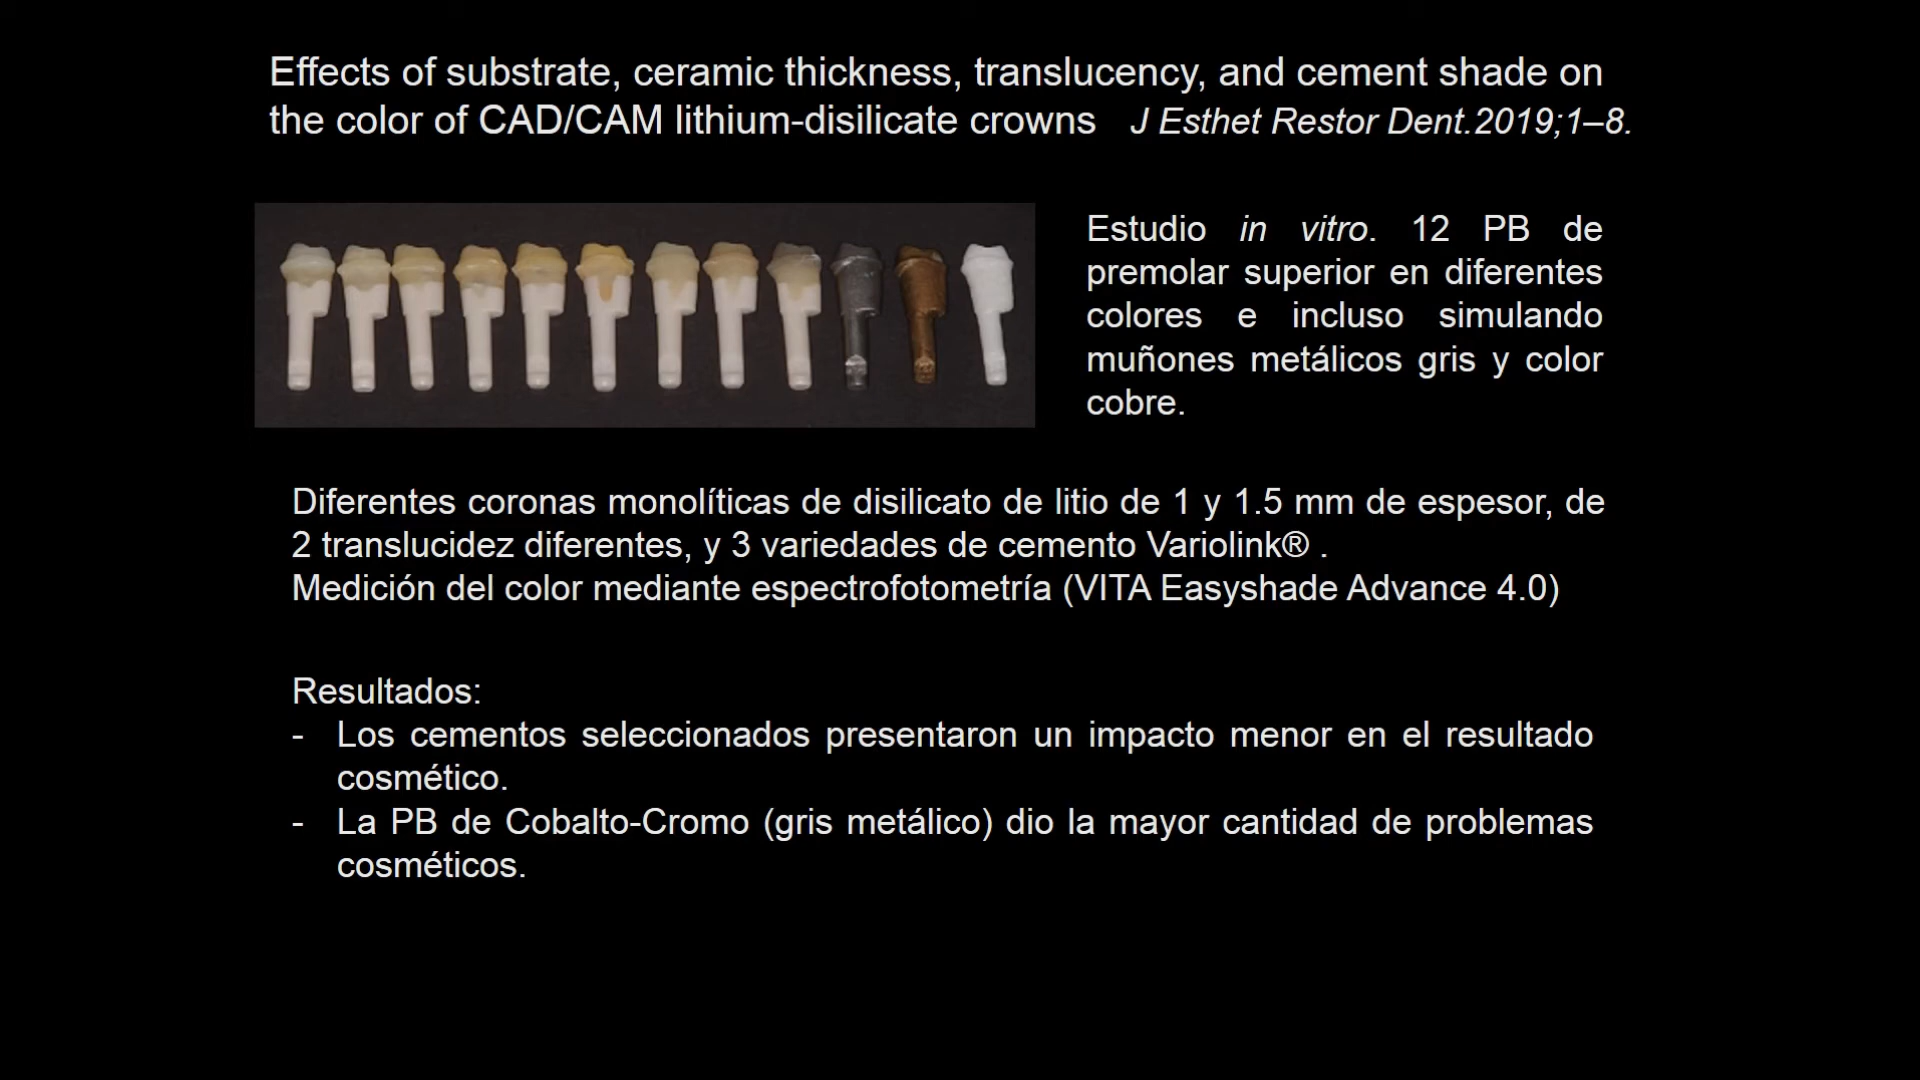 Effects of substrate, ceramic thickness, translucency, and cement shade on
the color of CAD/CAM lithium-disilicate crowns J Esthet Restor Dent.2019;1–8.
Estudio in vitro. 12 PB de
premolar superior en diferentes
colores e incluso simulando
muñones metálicos gris y color
cobre.
Diferentes coronas monolíticas de disilicato de litio de 1 y 1.5 mm de espesor, de
2 translucidez diferentes, y 3 variedades de cemento Variolink® .
Medición del color mediante espectrofotometría (VITA Easyshade Advance 4.0)
Resultados:
- Los cementos seleccionados presentaron un impacto menor en el resultado
cosmético.
- La PB de Cobalto-Cromo (gris metálico) dio la mayor cantidad de problemas
cosméticos.